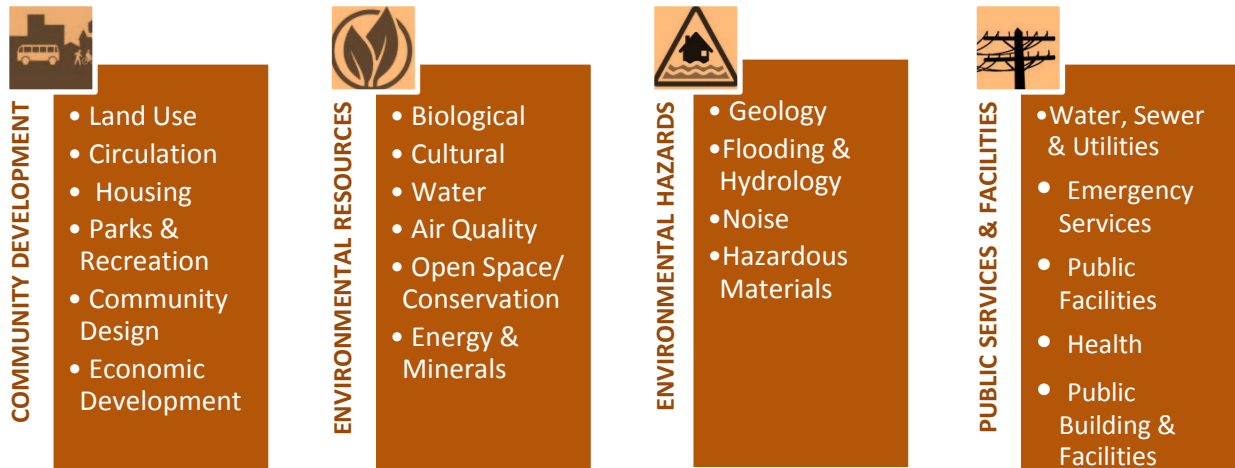 COMMUNITY DEVELOPMENT
• Land Use
• Circulation
• Housing
• Parks &
Recreation
• Community
Design
• Economic
Development
ENVIRONMENTAL RESOURCES
• Biological
• Cultural
• Water
• Air Quality
• Open Space/
Conservation
• Energy &
Minerals
ENVIRONMENTAL HAZARDS
• Geology
•Flooding &
Hydrology
•Noise
•Hazardous
Materials
PUBLIC SERVICES & FACILITIES
•Water, Sewer
& Utilities
• Emergency
Services
• Public
Facilities
• Health
• Public
Building &
Facilities